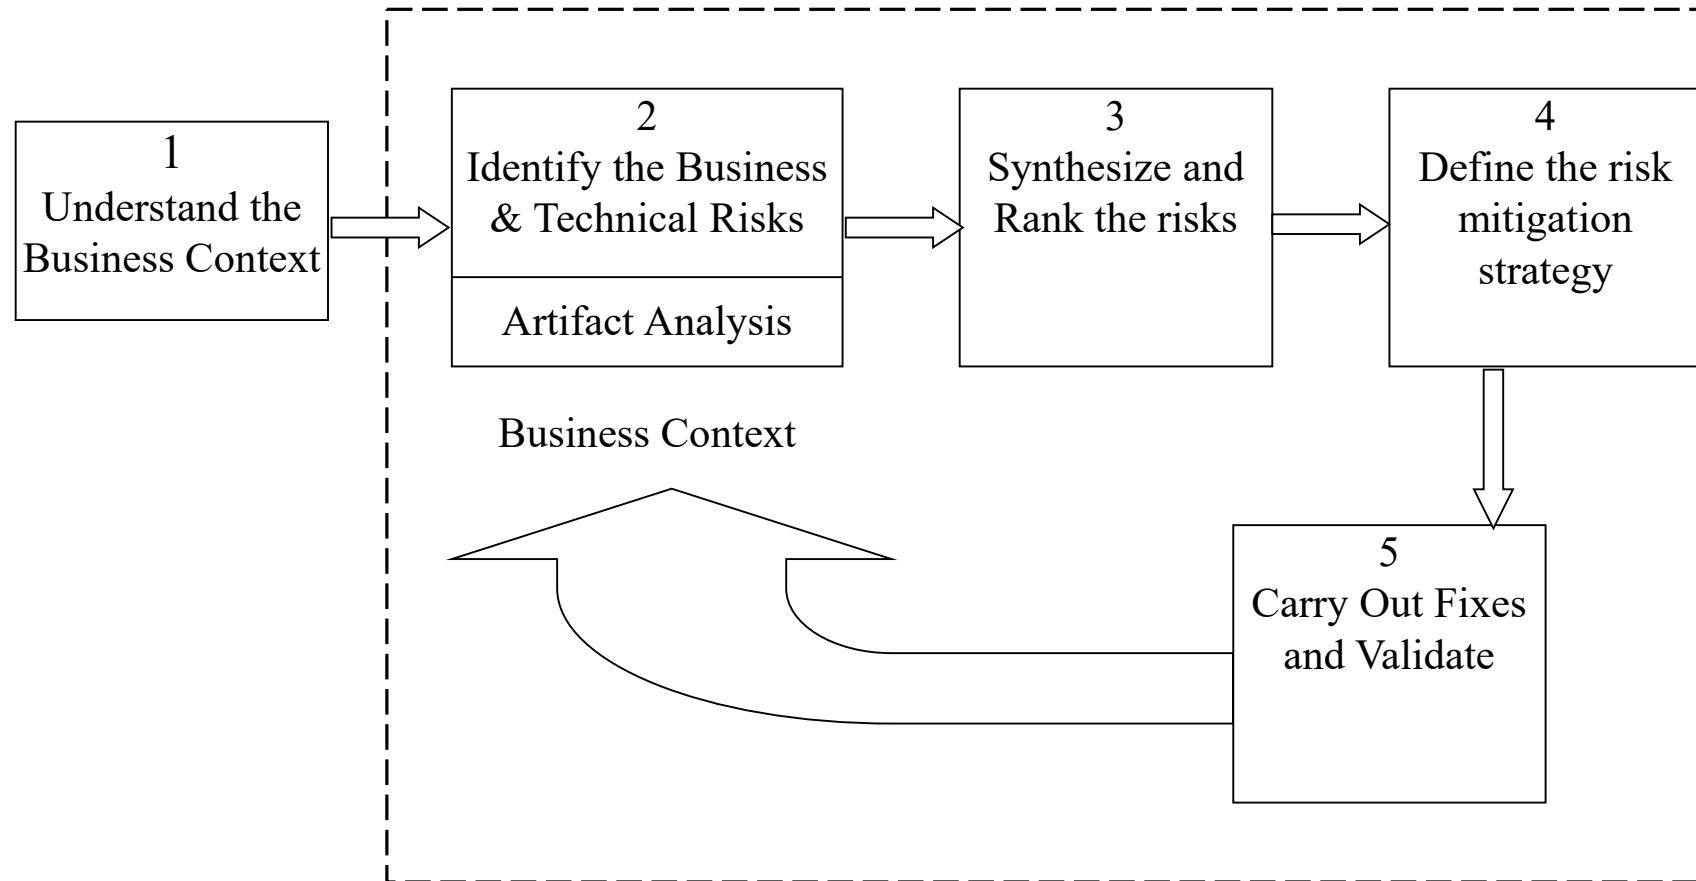 1
Understand the
Business Context
2
Identify the Business
& Technical Risks
Artifact Analysis
Business Context
3
Synthesize and
Rank the risks
4
Define the risk
mitigation
strategy
5
Carry Out Fixes
and Validate